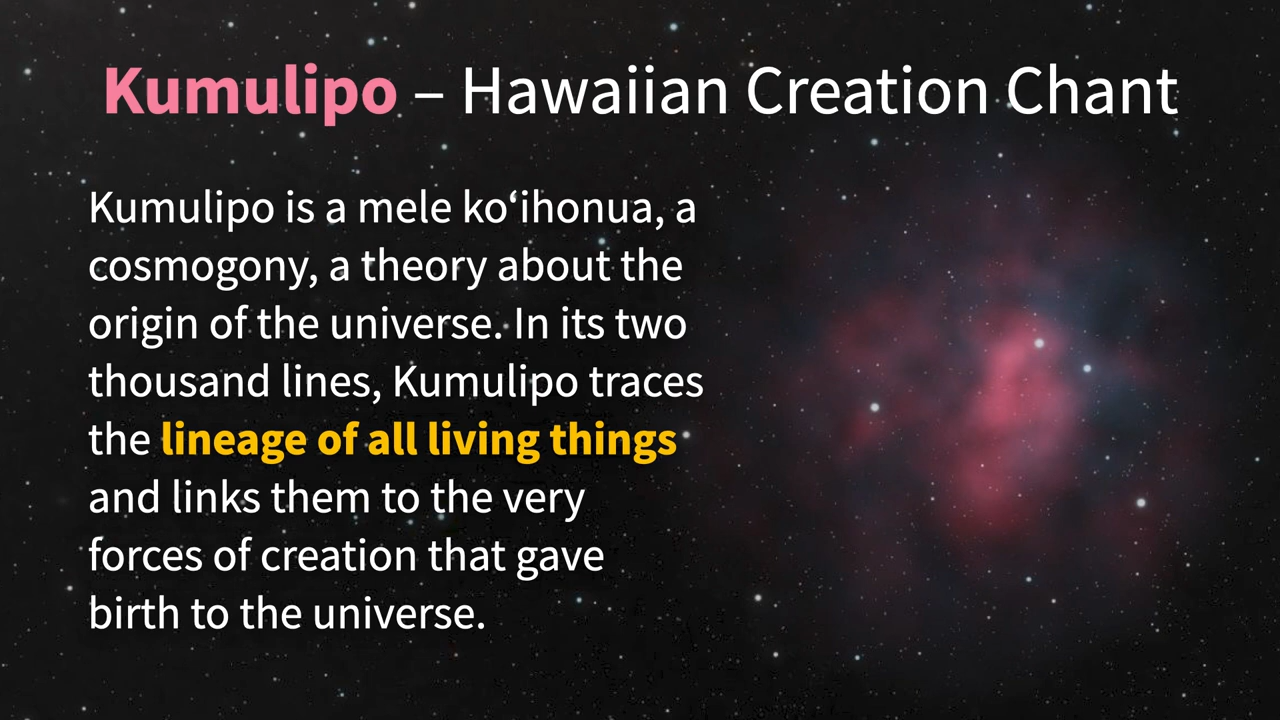 Kumulipo – Hawaiian Creation Chant
Kumulipo is a mele koʻihonua, a
cosmogony, a theory about the
origin of the universe. In its two
thousand lines, Kumulipo traces
the lineage of all living things
and links them to the very
forces of creation that gave
birth to the universe.